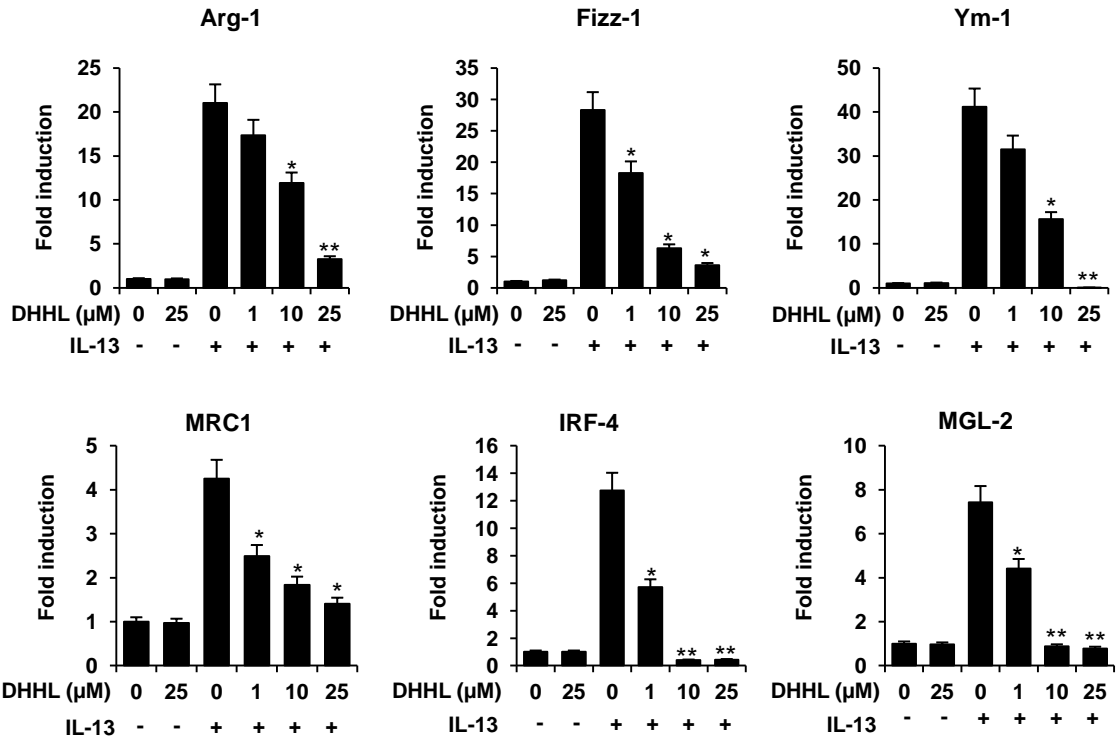 Arg-1
Fold induction
25
20
15
10
5
0
*
**
DHHL (µM) 0 25 0 1 10 25
IL-13 - - + + + +
Fizz-1
Fold induction
35
30
25
20
15
10
5
0
*
*
*
DHHL (µM) 0 25 0 1 10 25
IL-13 - - + + + +
Ym-1
Fold induction
50
40
30
20
10
0
*
**
DHHL (µM) 0 25 0 1 10 25
IL-13 - - + + + +
MRC1
Fold induction
5
4
3
2
1
0
*
*
*
DHHL (µM) 0 25 0 1 10 25
IL-13 - - + + + +
IRF-4
Fold induction
16
14
12
10
8
6
4
2
0
*
**
**
DHHL (µM) 0 25 0 1 10 25
IL-13 - - + + + +
MGL-2
Fold induction
10
8
6
4
2
0
*
**
**
DHHL (µM) 0 25 0 1 10 25
IL-13 - - + + + +